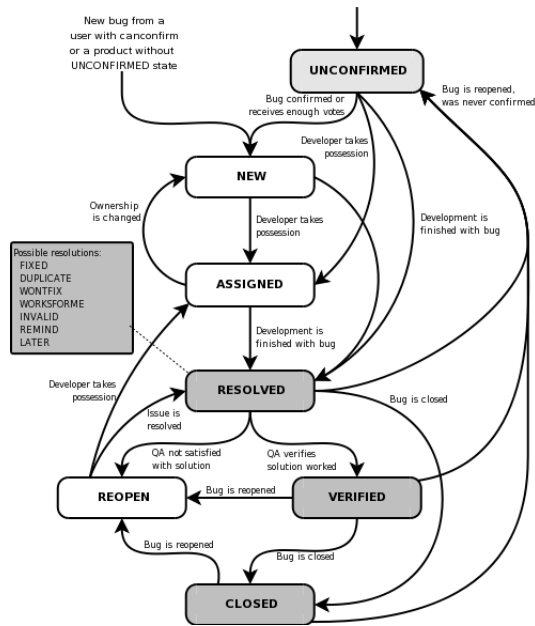 New bug from a
user with canconfirm
or a product without
UNCONFIRMED state
UNCONFIRMED
Bug is reopened,
was never confirmed
Bug confirmed or
receives enough votes
Developer takes
possession
NEW
Ownership
is changed
Developer takes
possession
Development is
finished with bug
Possible resolutions:
FIXED
DUPLICATE
WONTFIX
WORKSFORME
INVALID
REMIND
LATER
ASSIGNED
Development is
finished with bug
Developer takes
possession
RESOLVED
Bug is closed
Issue is
resolved
QA not satisfied
with solution
QA verifies
solution worked
REOPEN
Bug is reopened
VERIFIED
Bug is reopened
Bug is closed
CLOSED